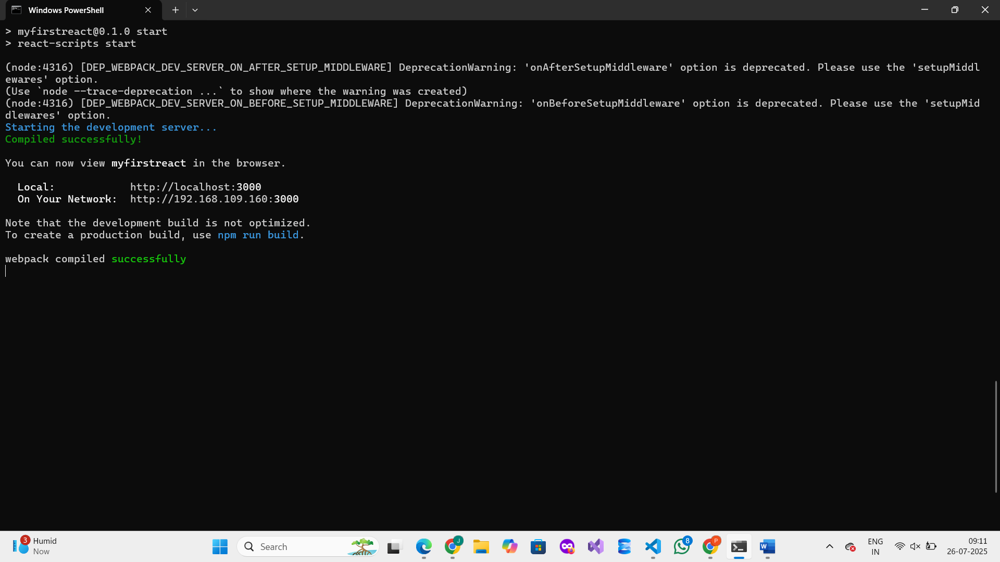 Windows PowerShell
> myfirstreact@0.1.0 start
> react-scripts start
(node:4316) [DEP_WEBPACK_DEV_SERVER_ON_AFTER_SETUP_MIDDLEWARE] DeprecationWarning: 'onAfterSetupMiddleware' option is deprecated. Please use the 'setupMiddl
ewares' option.
(Use `node --trace-deprecation ...` to show where the warning was created)
(node:4316) [DEP_WEBPACK_DEV_SERVER_ON_BEFORE_SETUP_MIDDLEWARE] DeprecationWarning: 'onBeforeSetupMiddleware' option is deprecated. Please use the 'setupMid
dlewares' option.
Starting the development server...
Compiled successfully!
You can now view myfirstreact in the browser.
Local: http://localhost:3000
On Your Network: http://192.168.109.160:3000
Note that the development build is not optimized.
To create a production build, use npm run build.
webpack compiled successfully
3 Humid
Now
Search
J
8
P
W
ENG
IN
09:11
26-07-2025